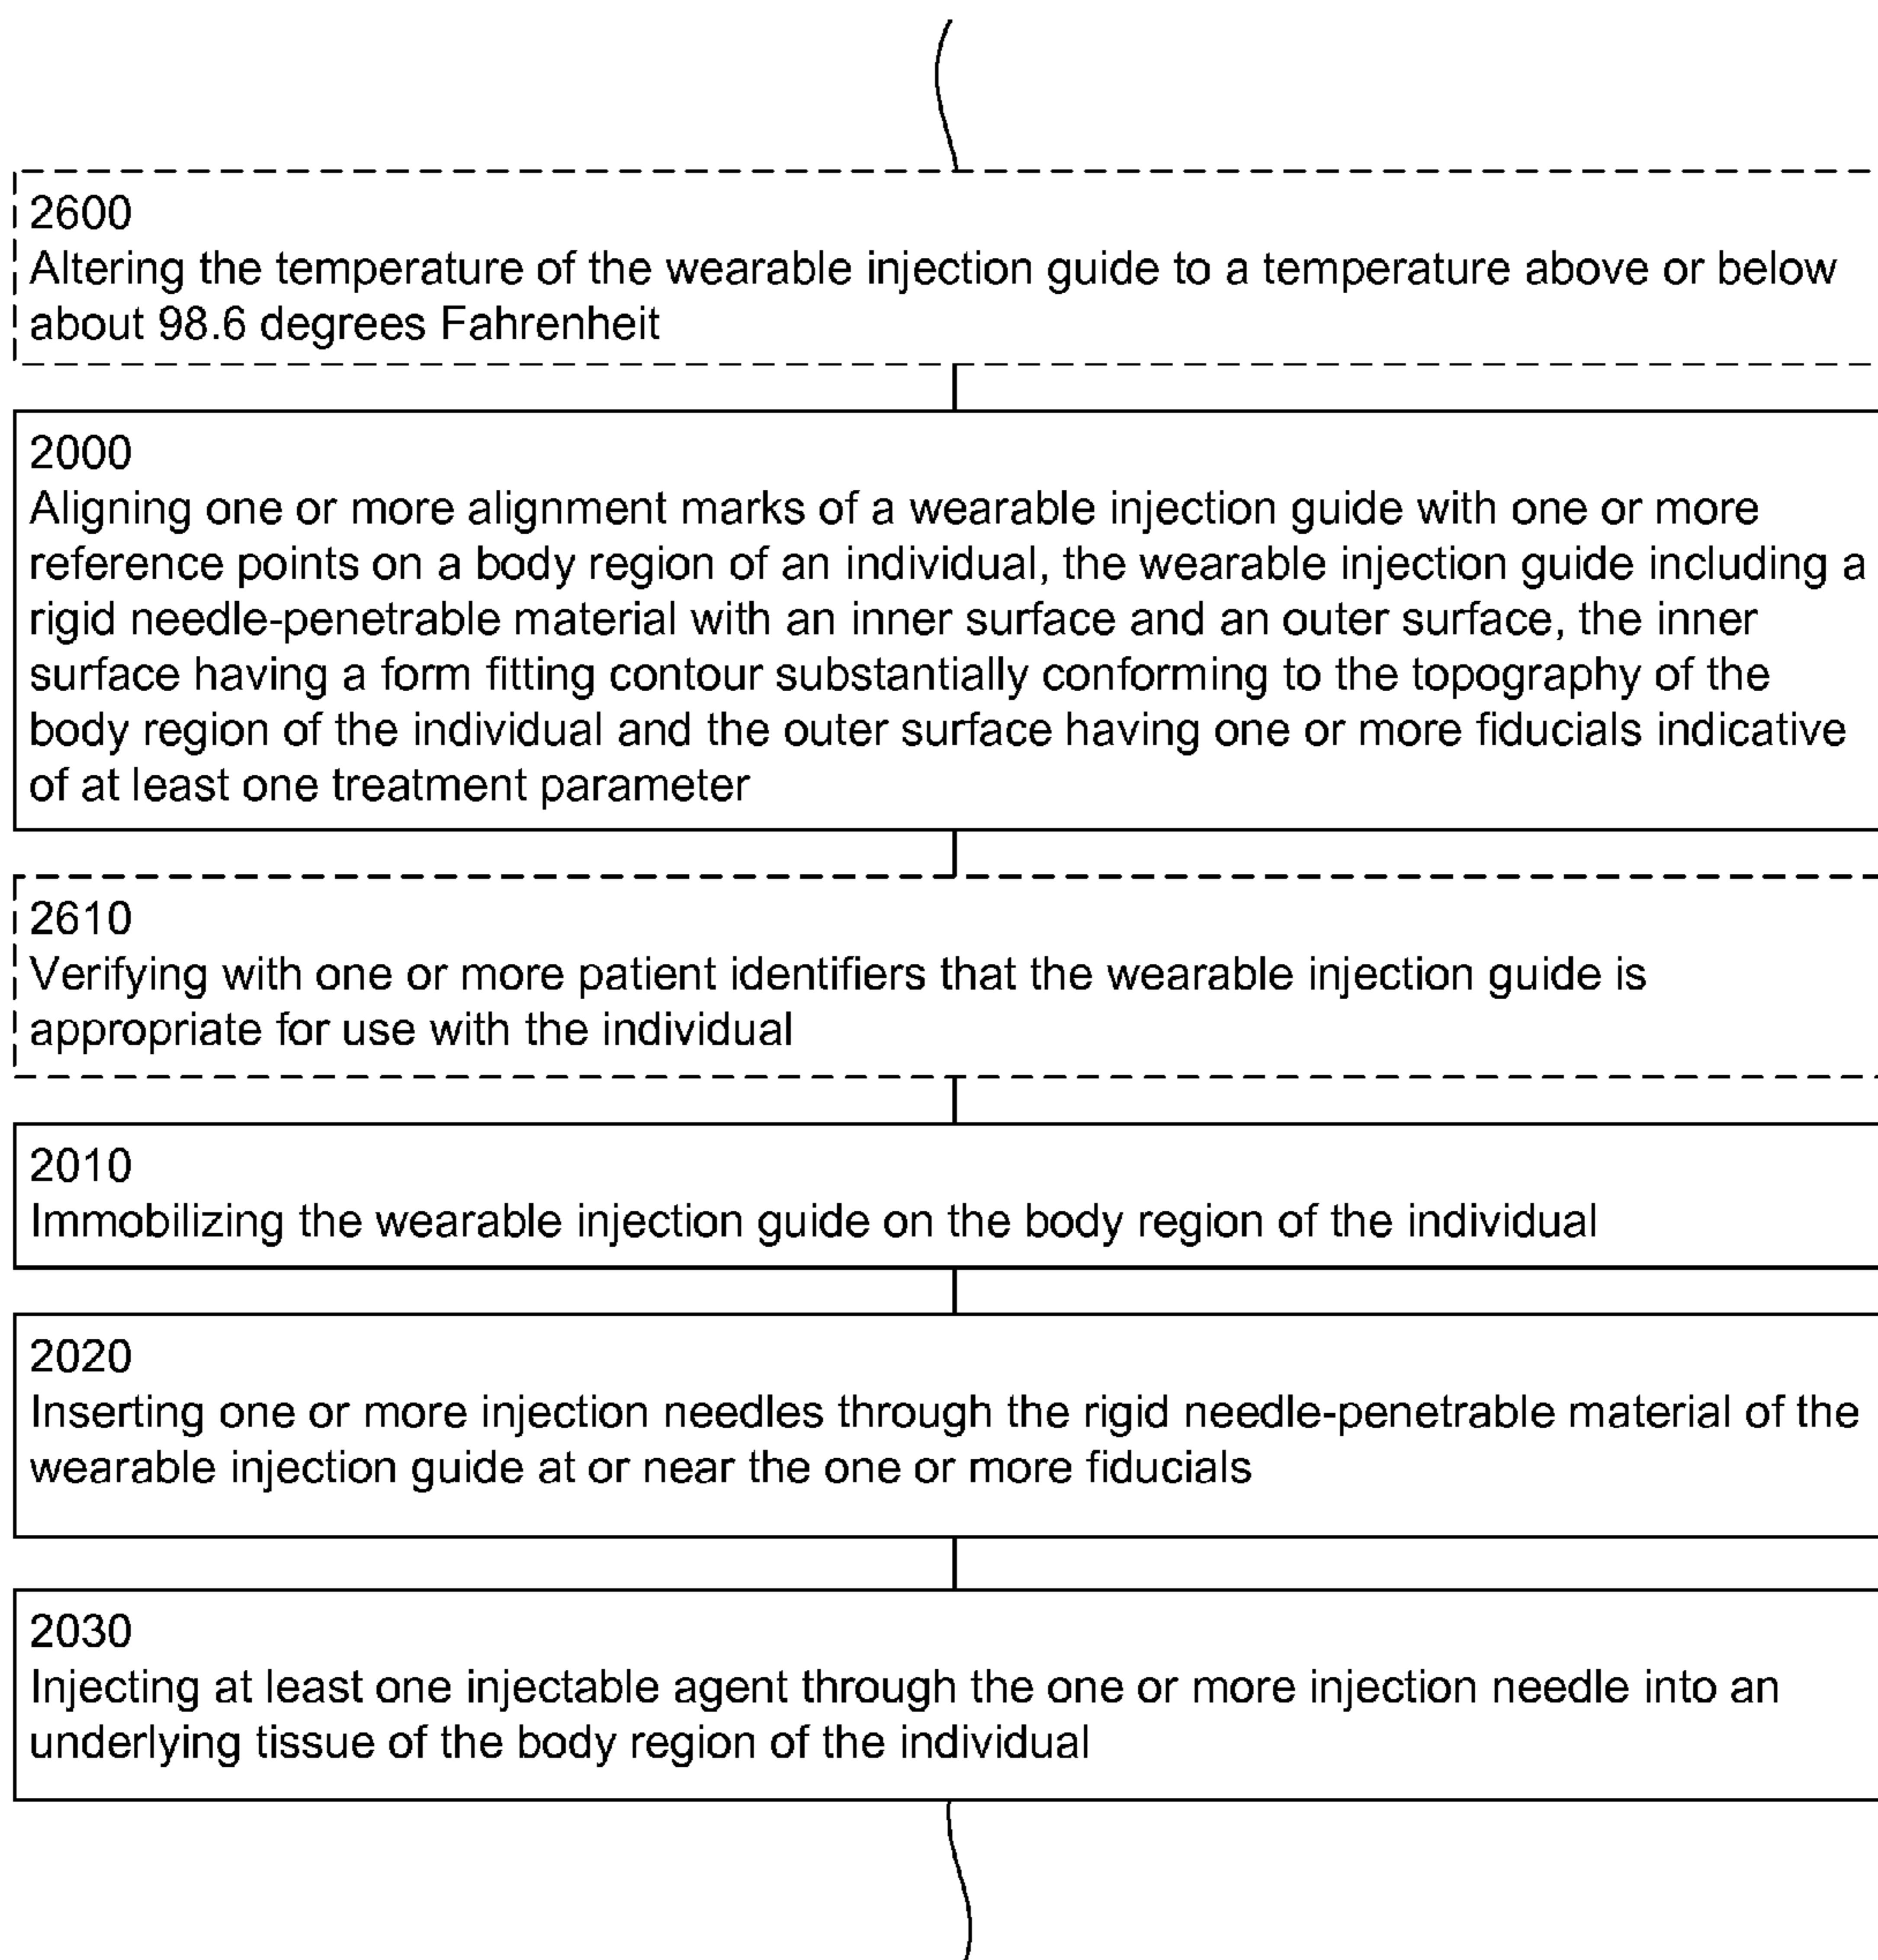 2600
Altering the temperature of the wearable injection guide to a temperature above or below
about 98.6 degrees Fahrenheit
2000
Aligning one or more alignment marks of a wearable injection guide with one or more
reference points on a body region of an individual, the wearable injection guide including a
rigid needle-penetrable material with an inner surface and an outer surface, the inner
surface having a form fitting contour substantially conforming to the topography of the
body region of the individual and the outer surface having one or more fiducials indicative
of at least one treatment parameter
2610
Verifying with one or more patient identifiers that the wearable injection guide is
appropriate for use with the individual
2010
Immobilizing the wearable injection guide on the body region of the individual
2020
Inserting one or more injection needles through the rigid needle-penetrable material of the
wearable injection guide at or near the one or more fiducials
2030
Injecting at least one injectable agent through the one or more injection needle into an
underlying tissue of the body region of the individual